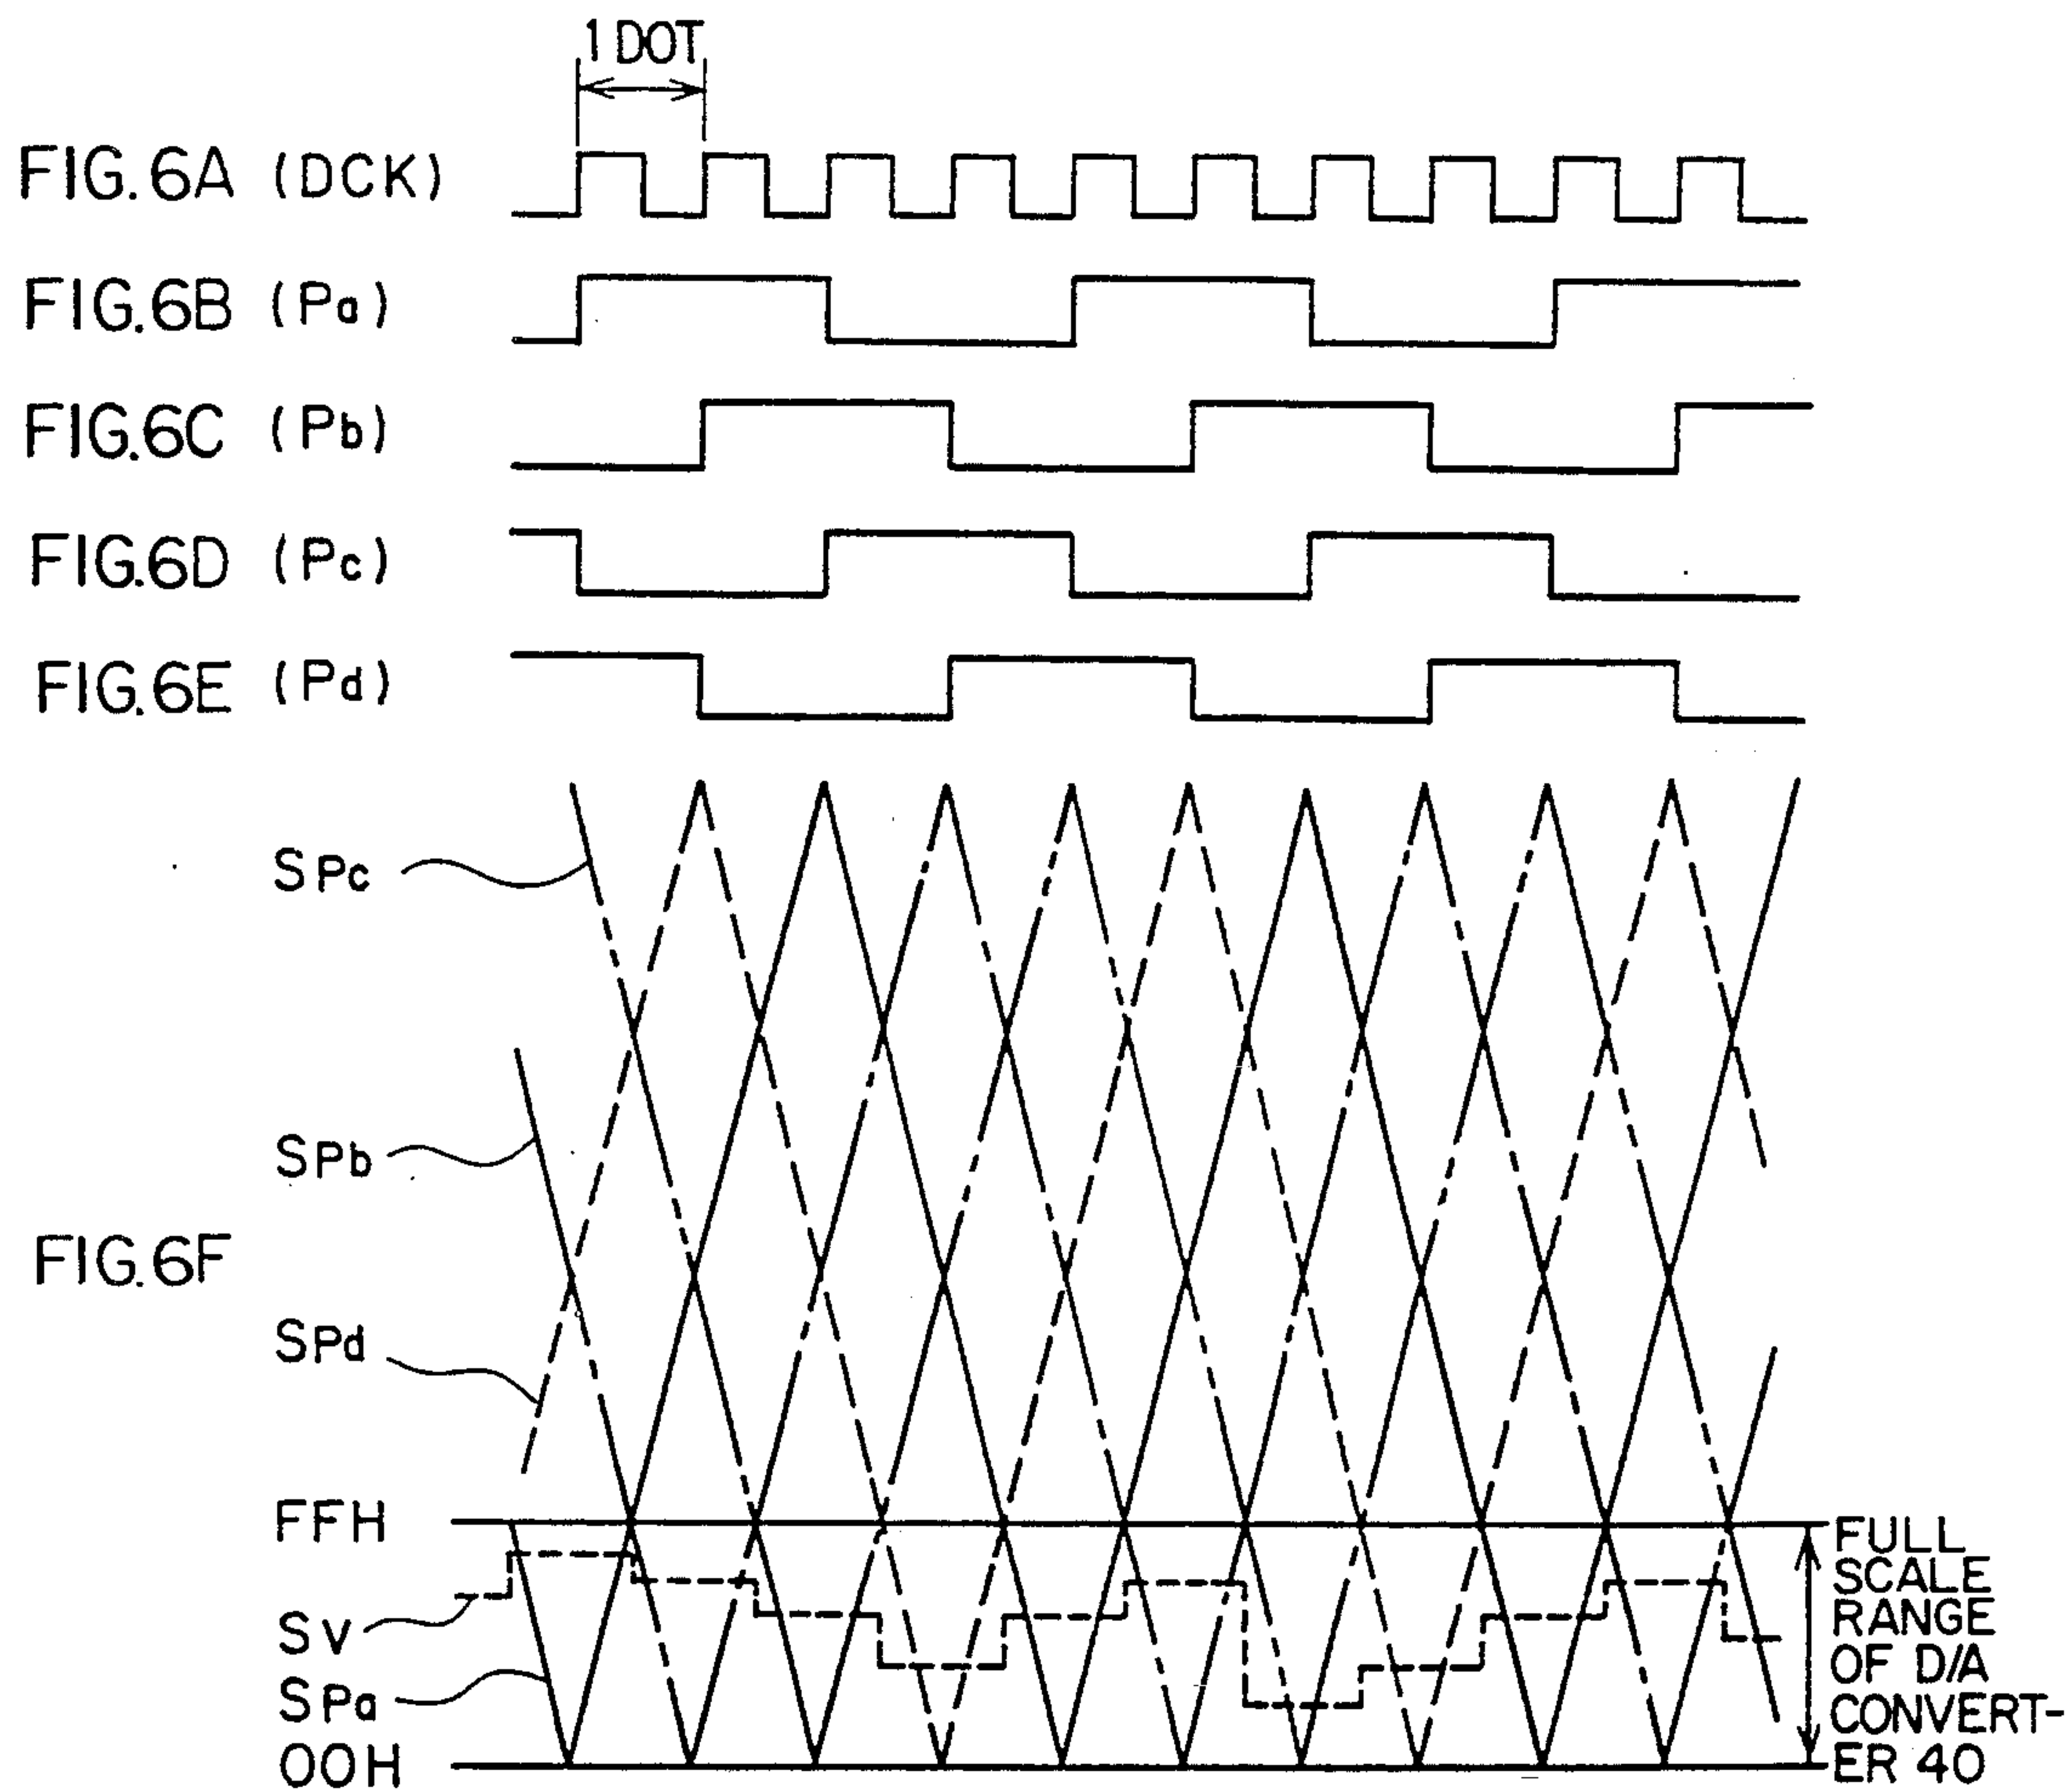 1 DOT
FIG.6A (DCK)
FIG.6B (Pa)
FIG.6C (Pb)
FIG.6D (Pc)
FIG.6E (Pd)
SPc
SPb
FIG.6F
SPd
FFH
SV
SPa
OOH
FULL
SCALE
RANGE
OF D/A
CONVERT-
ER 40